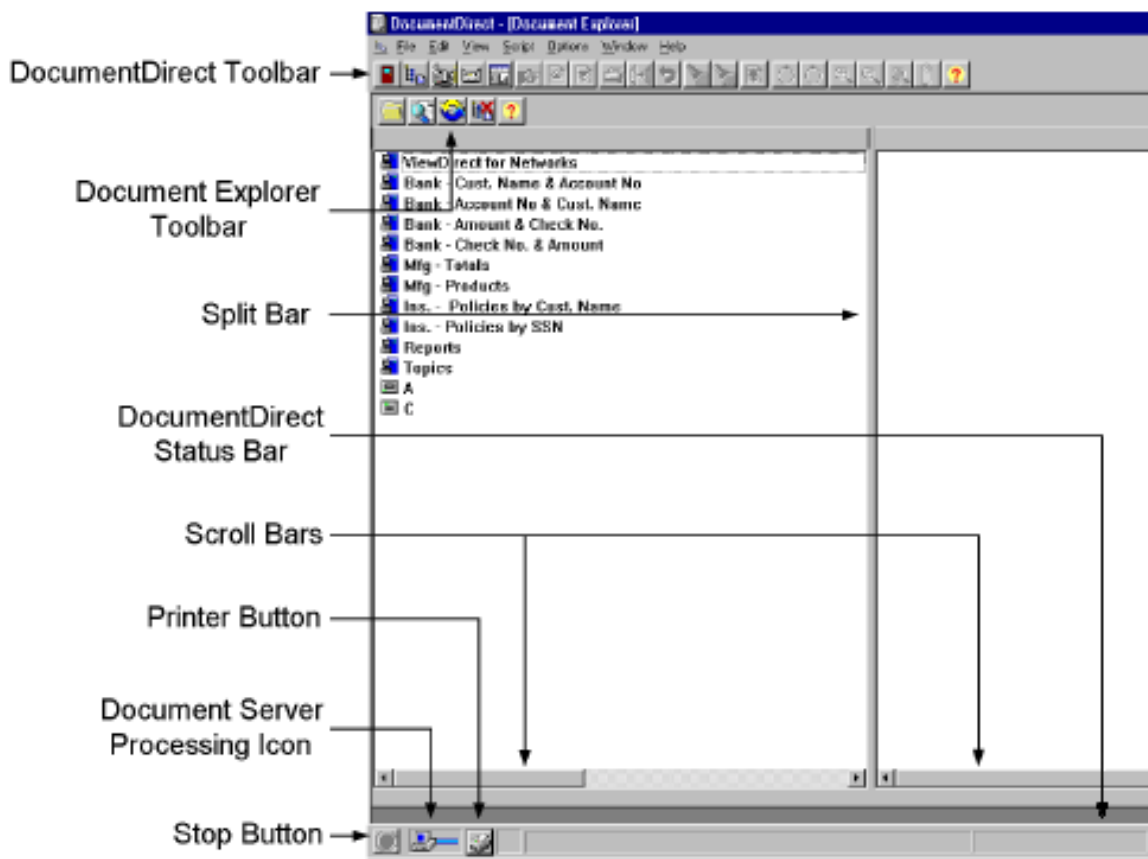 DocumentDirect - [Document Explorer]
File Edit View Script Options Window Help
DocumentDirect Toolbar
ViewDirect for Networks
Bank - Cust. Name & Account No
Document Explorer
Toolbar
Bank - Account No & Cust. Name
Bank - Amount & Check No.
Bank - Check No. & Amount
Mfg - Totals
Mfg - Products
Split Bar
Ins. - Policies by Cust. Name
Ins. - Policies by SSN
Reports
Topics
A
C
DocumentDirect
Status Bar
Scroll Bars
Printer Button
Document Server
Processing Icon
Stop Button